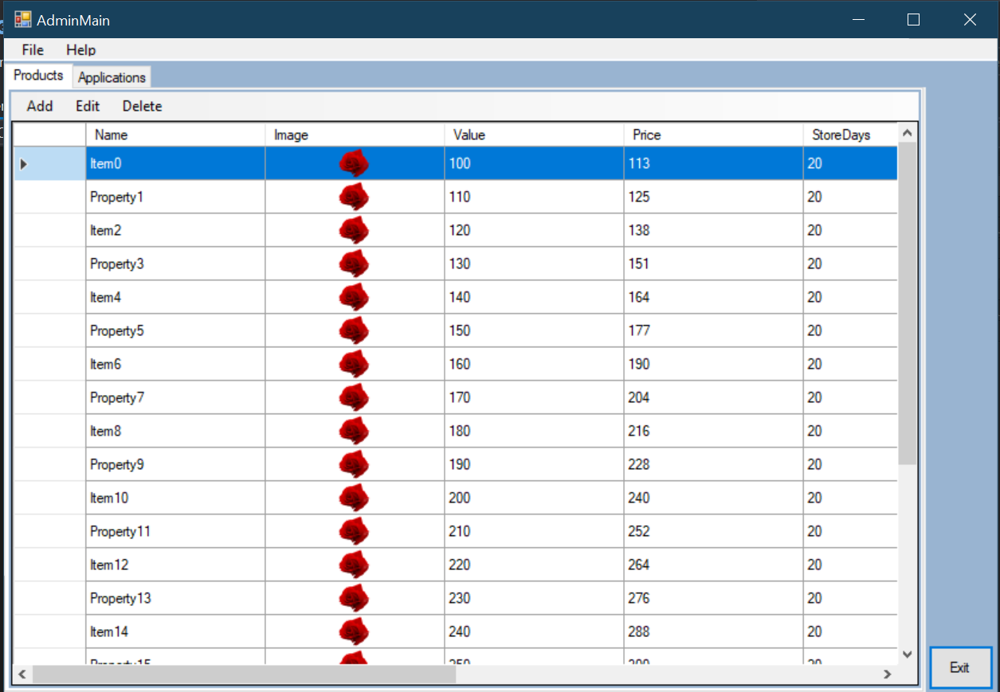 AdminMain
File Help
Products Applications
Add Edit Delete
Name Image Value Price StoreDays
Item0 100 113 20
Property1 110 125 20
Item2 120 138 20
Property3 130 151 20
Item4 140 164 20
Property5 150 177 20
Item6 160 190 20
Property7 170 204 20
Item8 180 216 20
Property9 190 228 20
Item10 200 240 20
Property11 210 252 20
Item12 220 264 20
Property13 230 276 20
Item14 240 288 20
Property15 250 300 20
Exit